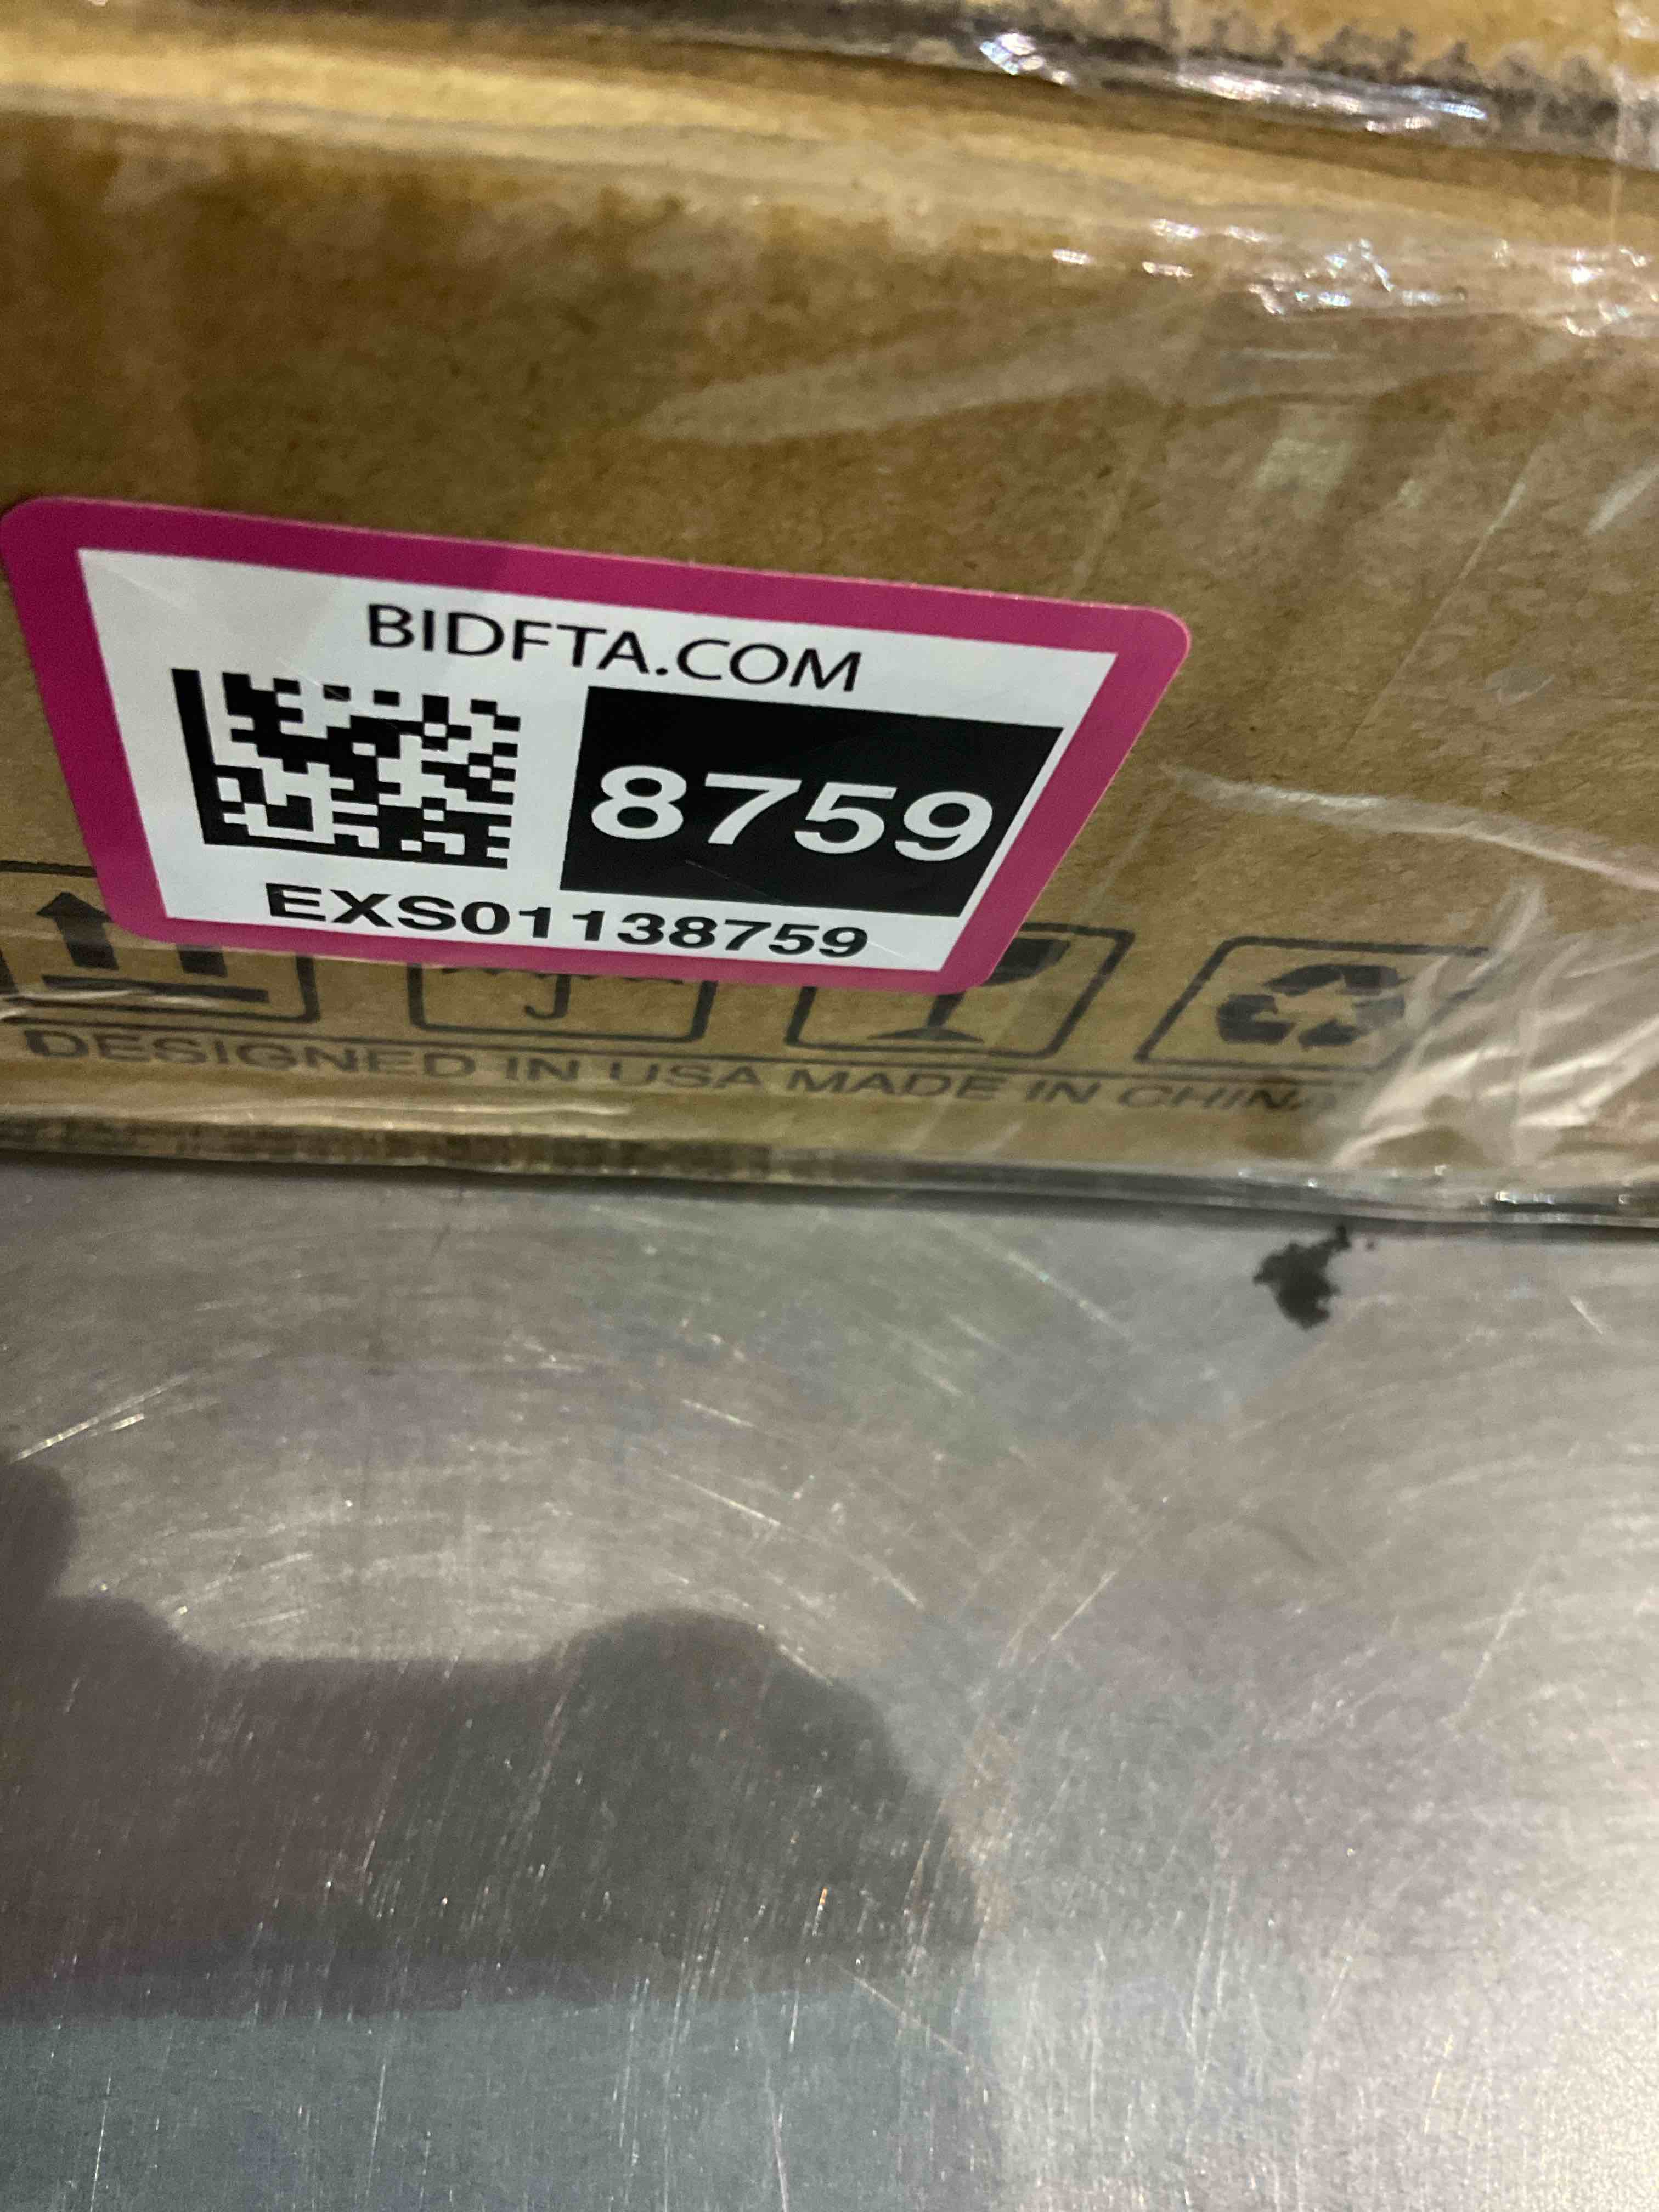 BIDFTA.COM
8759
EXS01138759
DESIGNED IN USA MADE IN CHINA